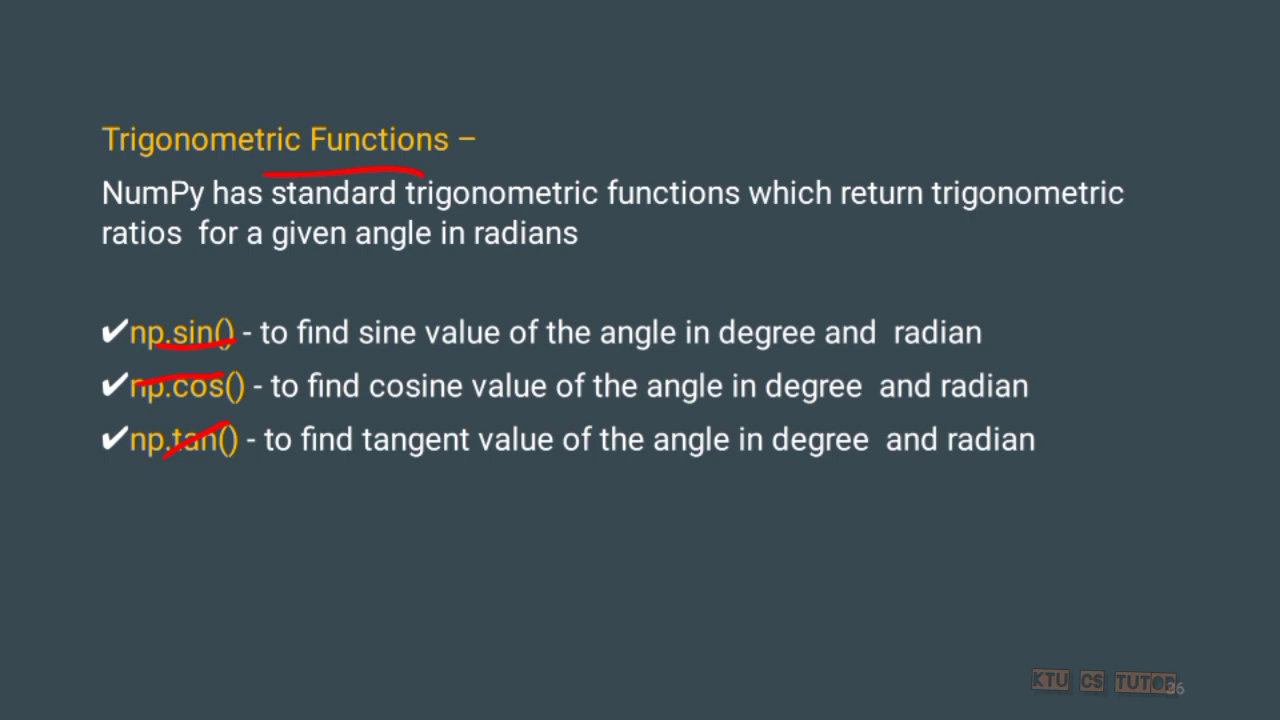 Trigonometric Functions –
NumPy has standard trigonometric functions which return trigonometric
ratios for a given angle in radians
✔np.sin() - to find sine value of the angle in degree and radian
✔np.cos() - to find cosine value of the angle in degree and radian
✔np.tan() - to find tangent value of the angle in degree and radian
KTU CS TUTOR